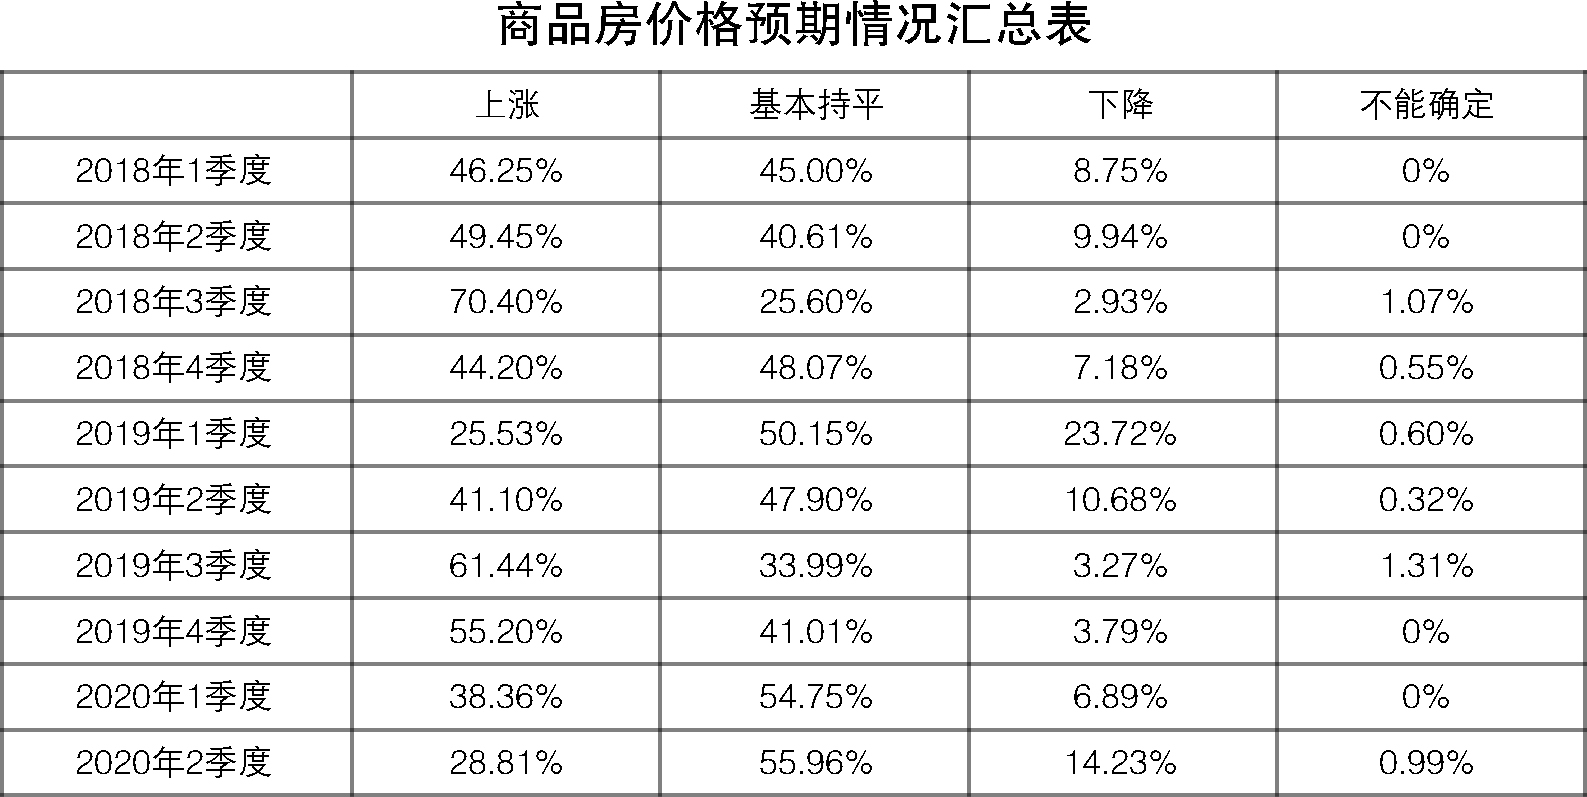 商品房价格预期情况汇总表
上涨 基本持平 下降 不能确定
2018年1季度 46.25% 45.00% 8.75% 0%
2018年2季度 49.45% 40.61% 9.94% 0%
2018年3季度 70.40% 25.60% 2.93% 1.07%
2018年4季度 44.20% 48.07% 7.18% 0.55%
2019年1季度 25.53% 50.15% 23.72% 0.60%
2019年2季度 41.10% 47.90% 10.68% 0.32%
2019年3季度 61.44% 33.99% 3.27% 1.31%
2019年4季度 55.20% 41.01% 3.79% 0%
2020年1季度 38.36% 54.75% 6.89% 0%
2020年2季度 28.81% 55.96% 14.23% 0.99%